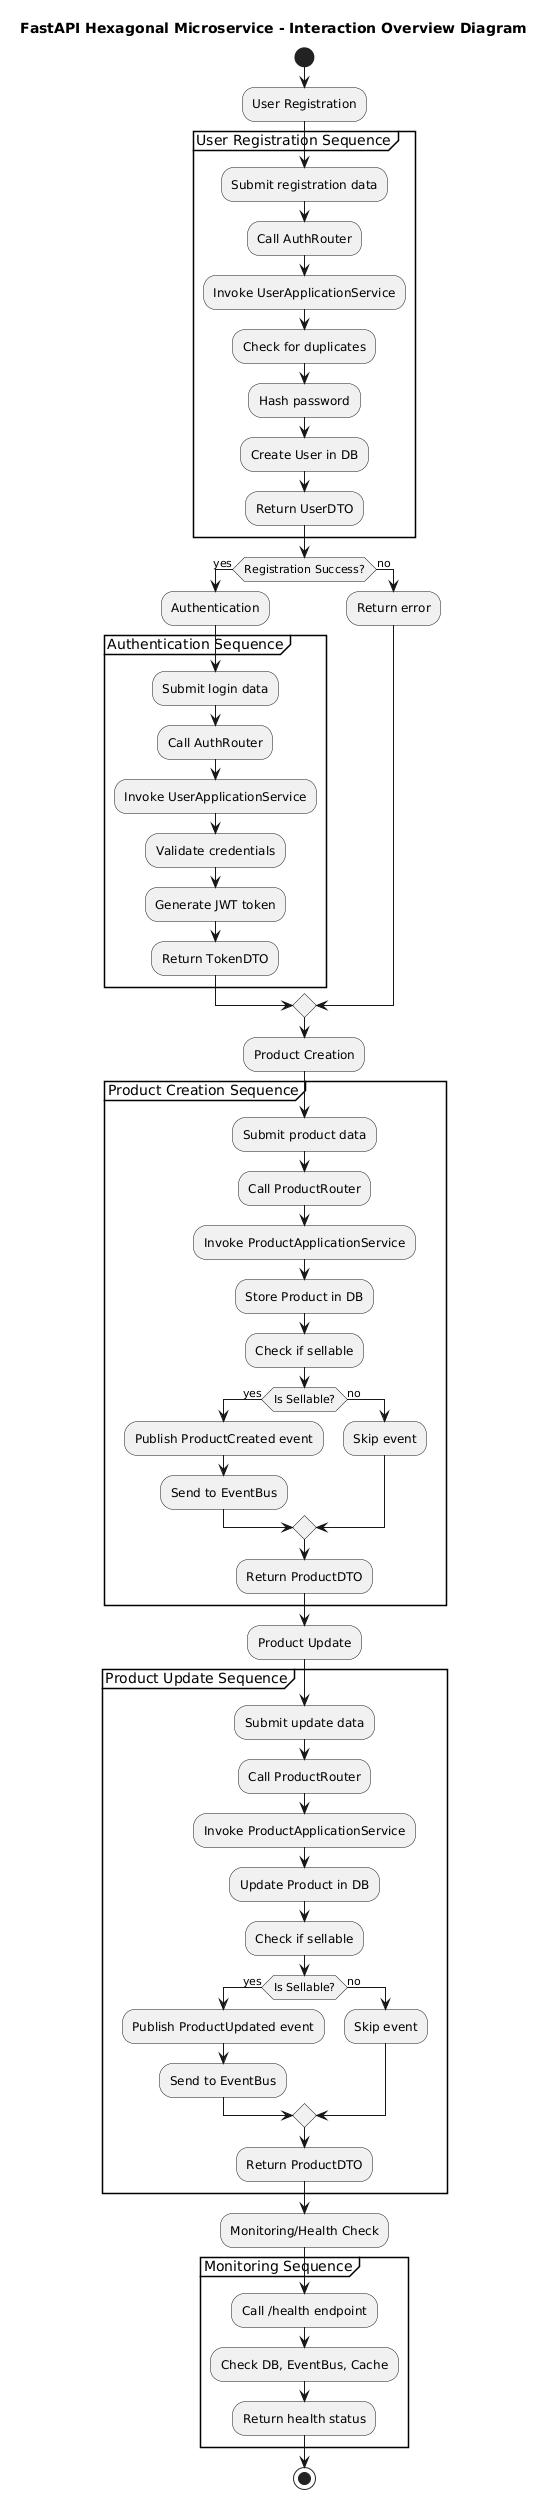 FastAPI Hexagonal Microservice - Interaction Overview Diagram
User Registration
User Registration Sequence
Submit registration data
Call AuthRouter
Invoke UserApplicationService
Check for duplicates
Hash password
Create User in DB
Return UserDTO
yes
Registration Success?
no
Authentication
Return error
Authentication Sequence
Submit login data
Call AuthRouter
Invoke UserApplicationService
Validate credentials
Generate JWT token
Return TokenDTO
Product Creation
Product Creation Sequence
Submit product data
Call ProductRouter
Invoke ProductApplicationService
Store Product in DB
Check if sellable
yes
Is Sellable?
no
Publish ProductCreated event
Skip event
Send to EventBus
Return ProductDTO
Product Update
Product Update Sequence
Submit update data
Call ProductRouter
Invoke ProductApplicationService
Update Product in DB
Check if sellable
yes
Is Sellable?
no
Publish ProductUpdated event
Skip event
Send to EventBus
Return ProductDTO
Monitoring/Health Check
Monitoring Sequence
Call /health endpoint
Check DB, EventBus, Cache
Return health status